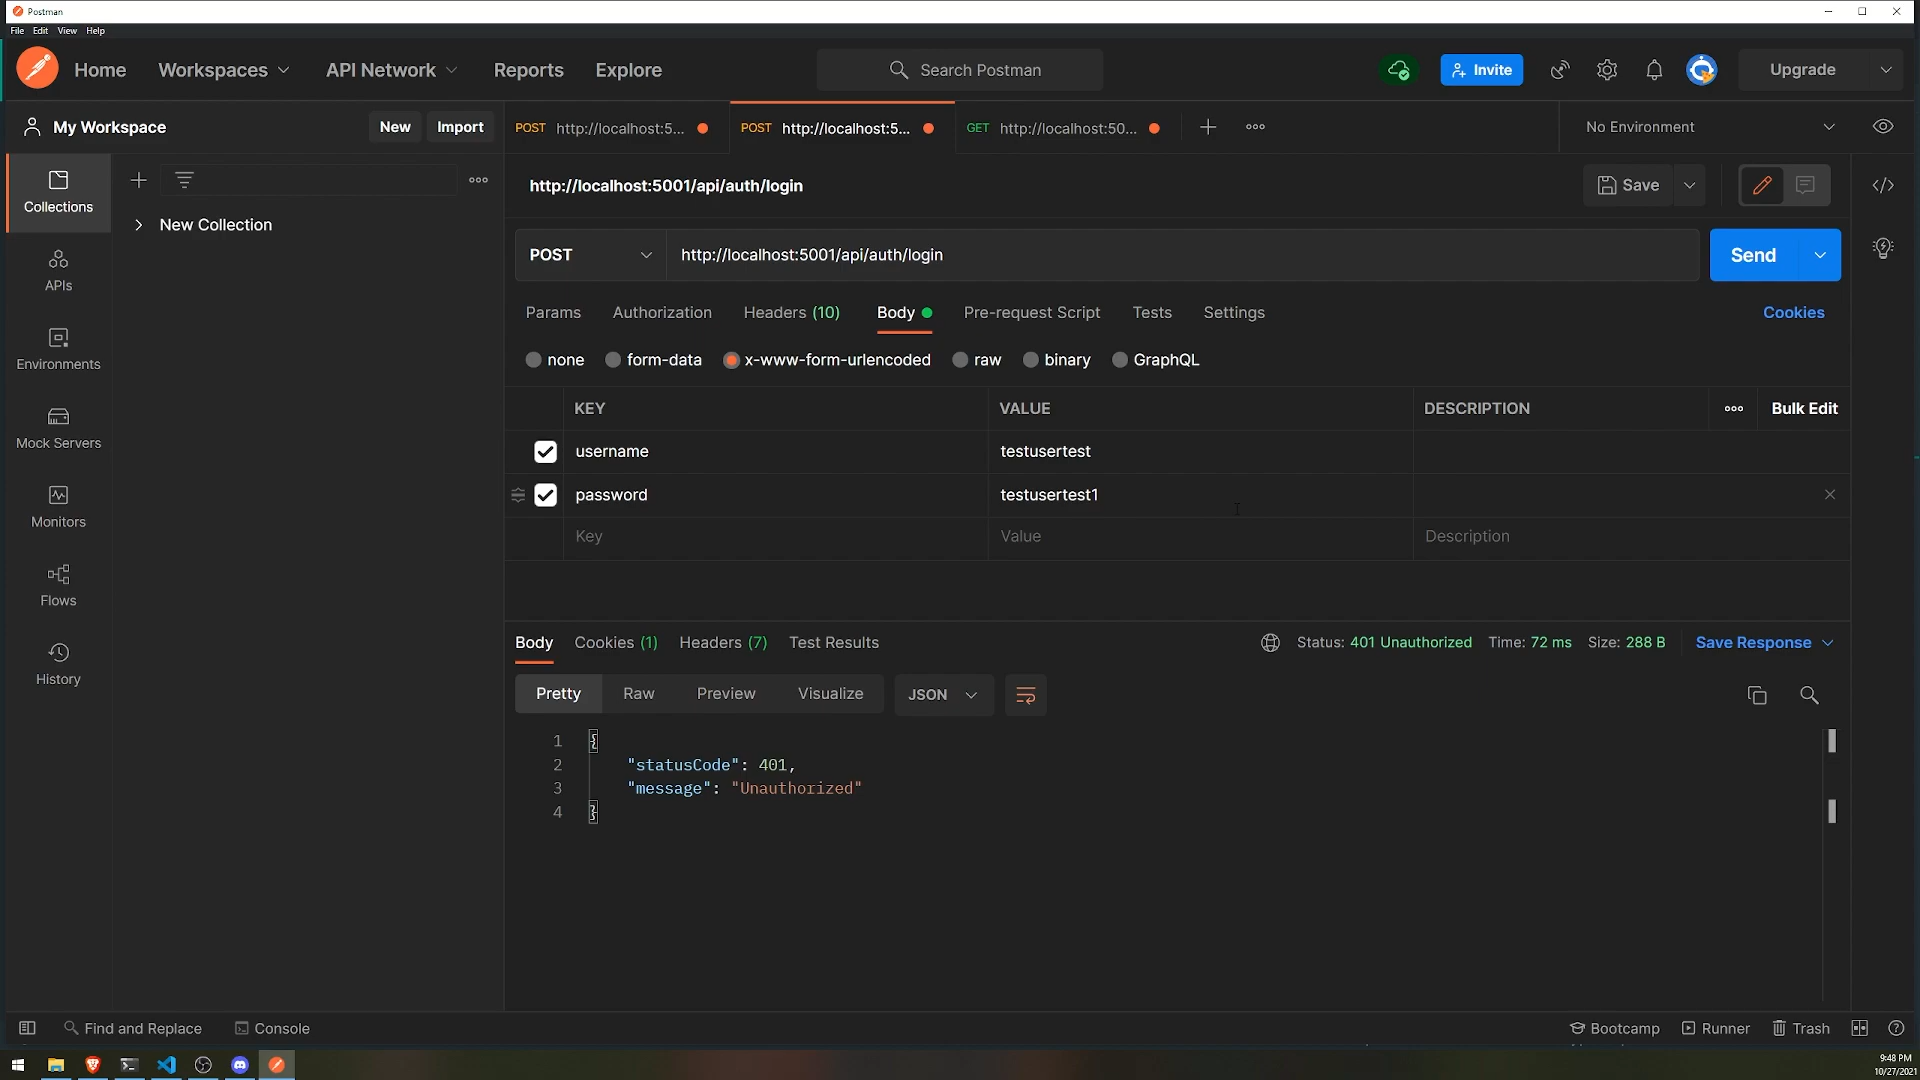 Postman
File Edit View Help
Home Workspaces API Network Reports Explore Search Postman Invite Upgrade
My Workspace New Import POST http://localhost:5... POST http://localhost:5... GET http://localhost:50... No Environment
Collections
New Collection
APIs
Environments
Mock Servers
Monitors
Flows
History
http://localhost:5001/api/auth/login Save
POST http://localhost:5001/api/auth/login Send
Params Authorization Headers (10) Body Pre-request Script Tests Settings Cookies
none form-data x-www-form-urlencoded raw binary GraphQL
KEY VALUE DESCRIPTION Bulk Edit
username testusertest
password testusertest1
Key Value Description
Body Cookies (1) Headers (7) Test Results Status: 401 Unauthorized Time: 72 ms Size: 288 B Save Response
Pretty Raw Preview Visualize JSON
1 {
2 "statusCode": 401,
3 "message": "Unauthorized"
4 }
Find and Replace Console Bootcamp Runner Trash
9:48 PM
10/27/2021